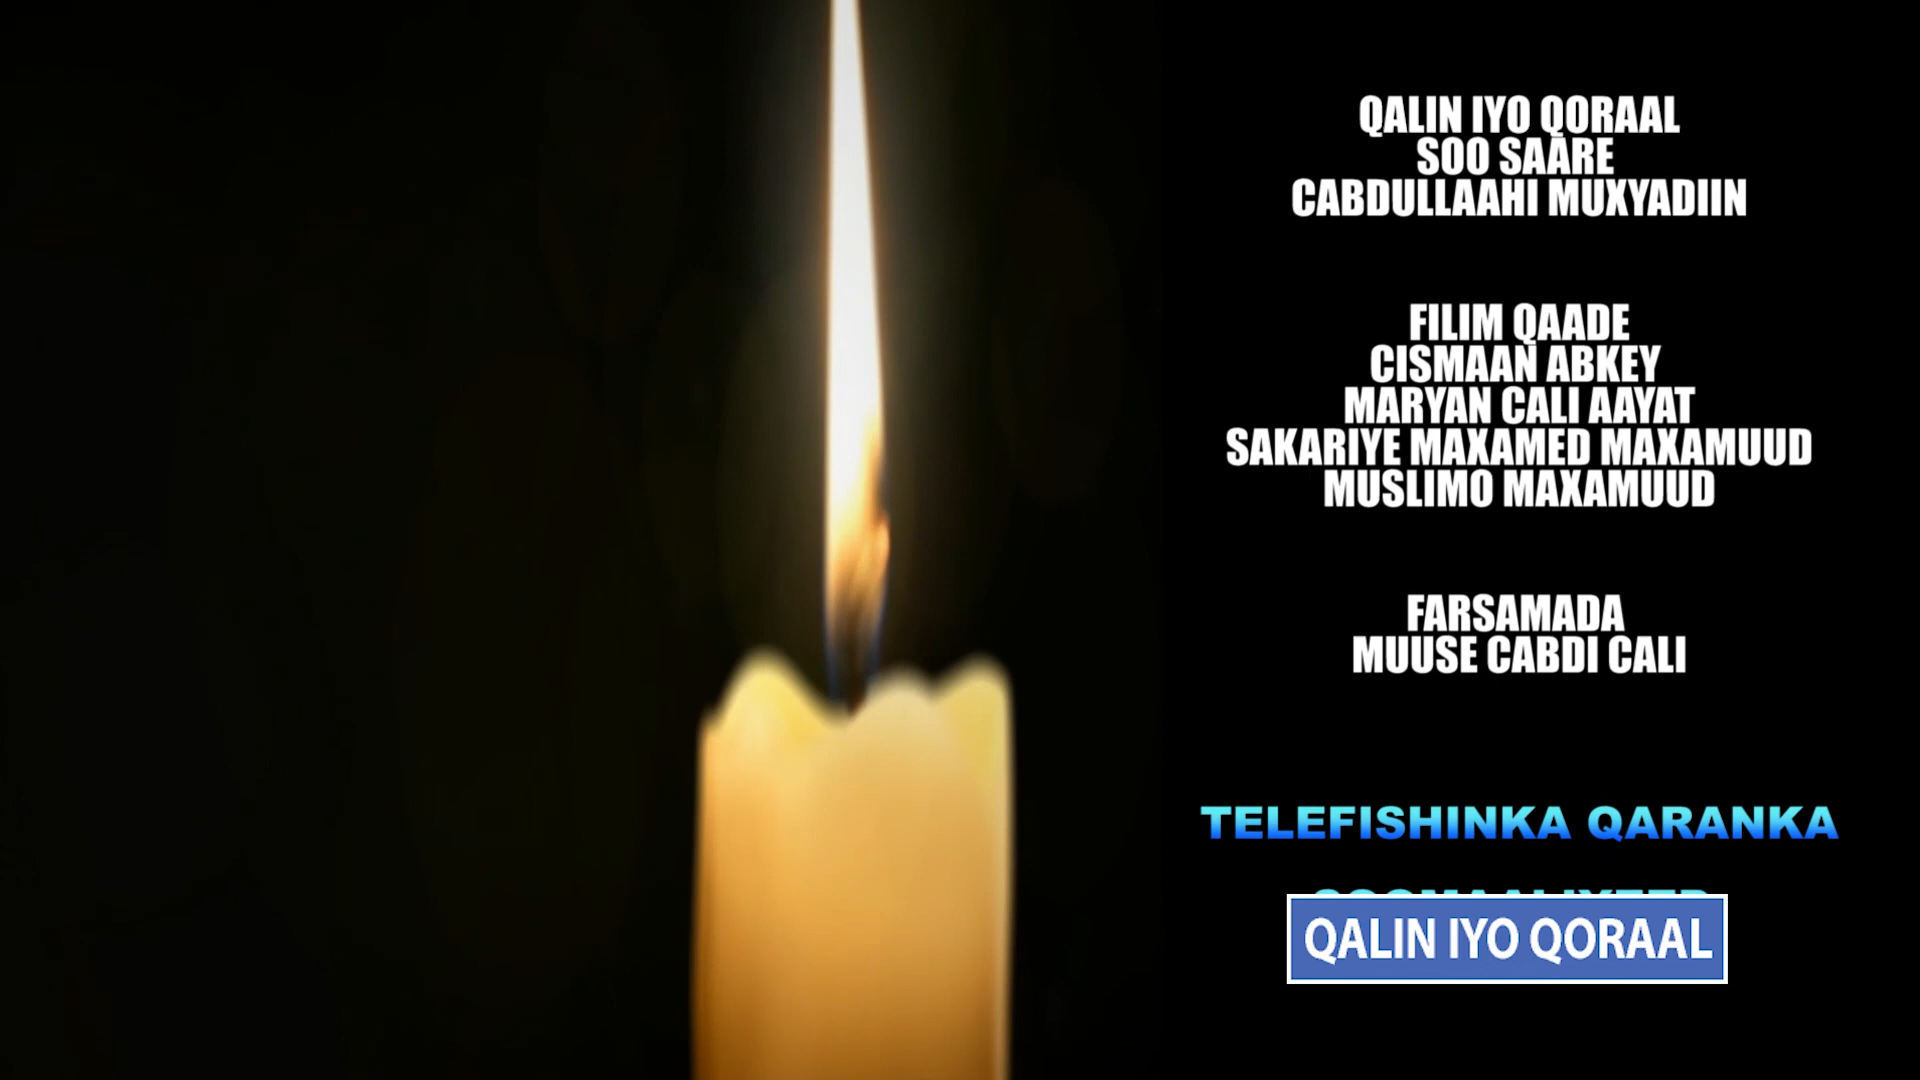 QALIN IYO QORAAL
SOO SAARE
CABDULLAAHI MUXYADIIN
FILIM QAADE
CISMAAN ABKEY
MARYAN CALI AAYAT
SAKARIYE MAXAMED MAXAMUUD
MUSLIMO MAXAMUUD
FARSAMADA
MUUSE CABDI CALI
TELEFISHINKA QARANKA
QALIN IYO QORAAL